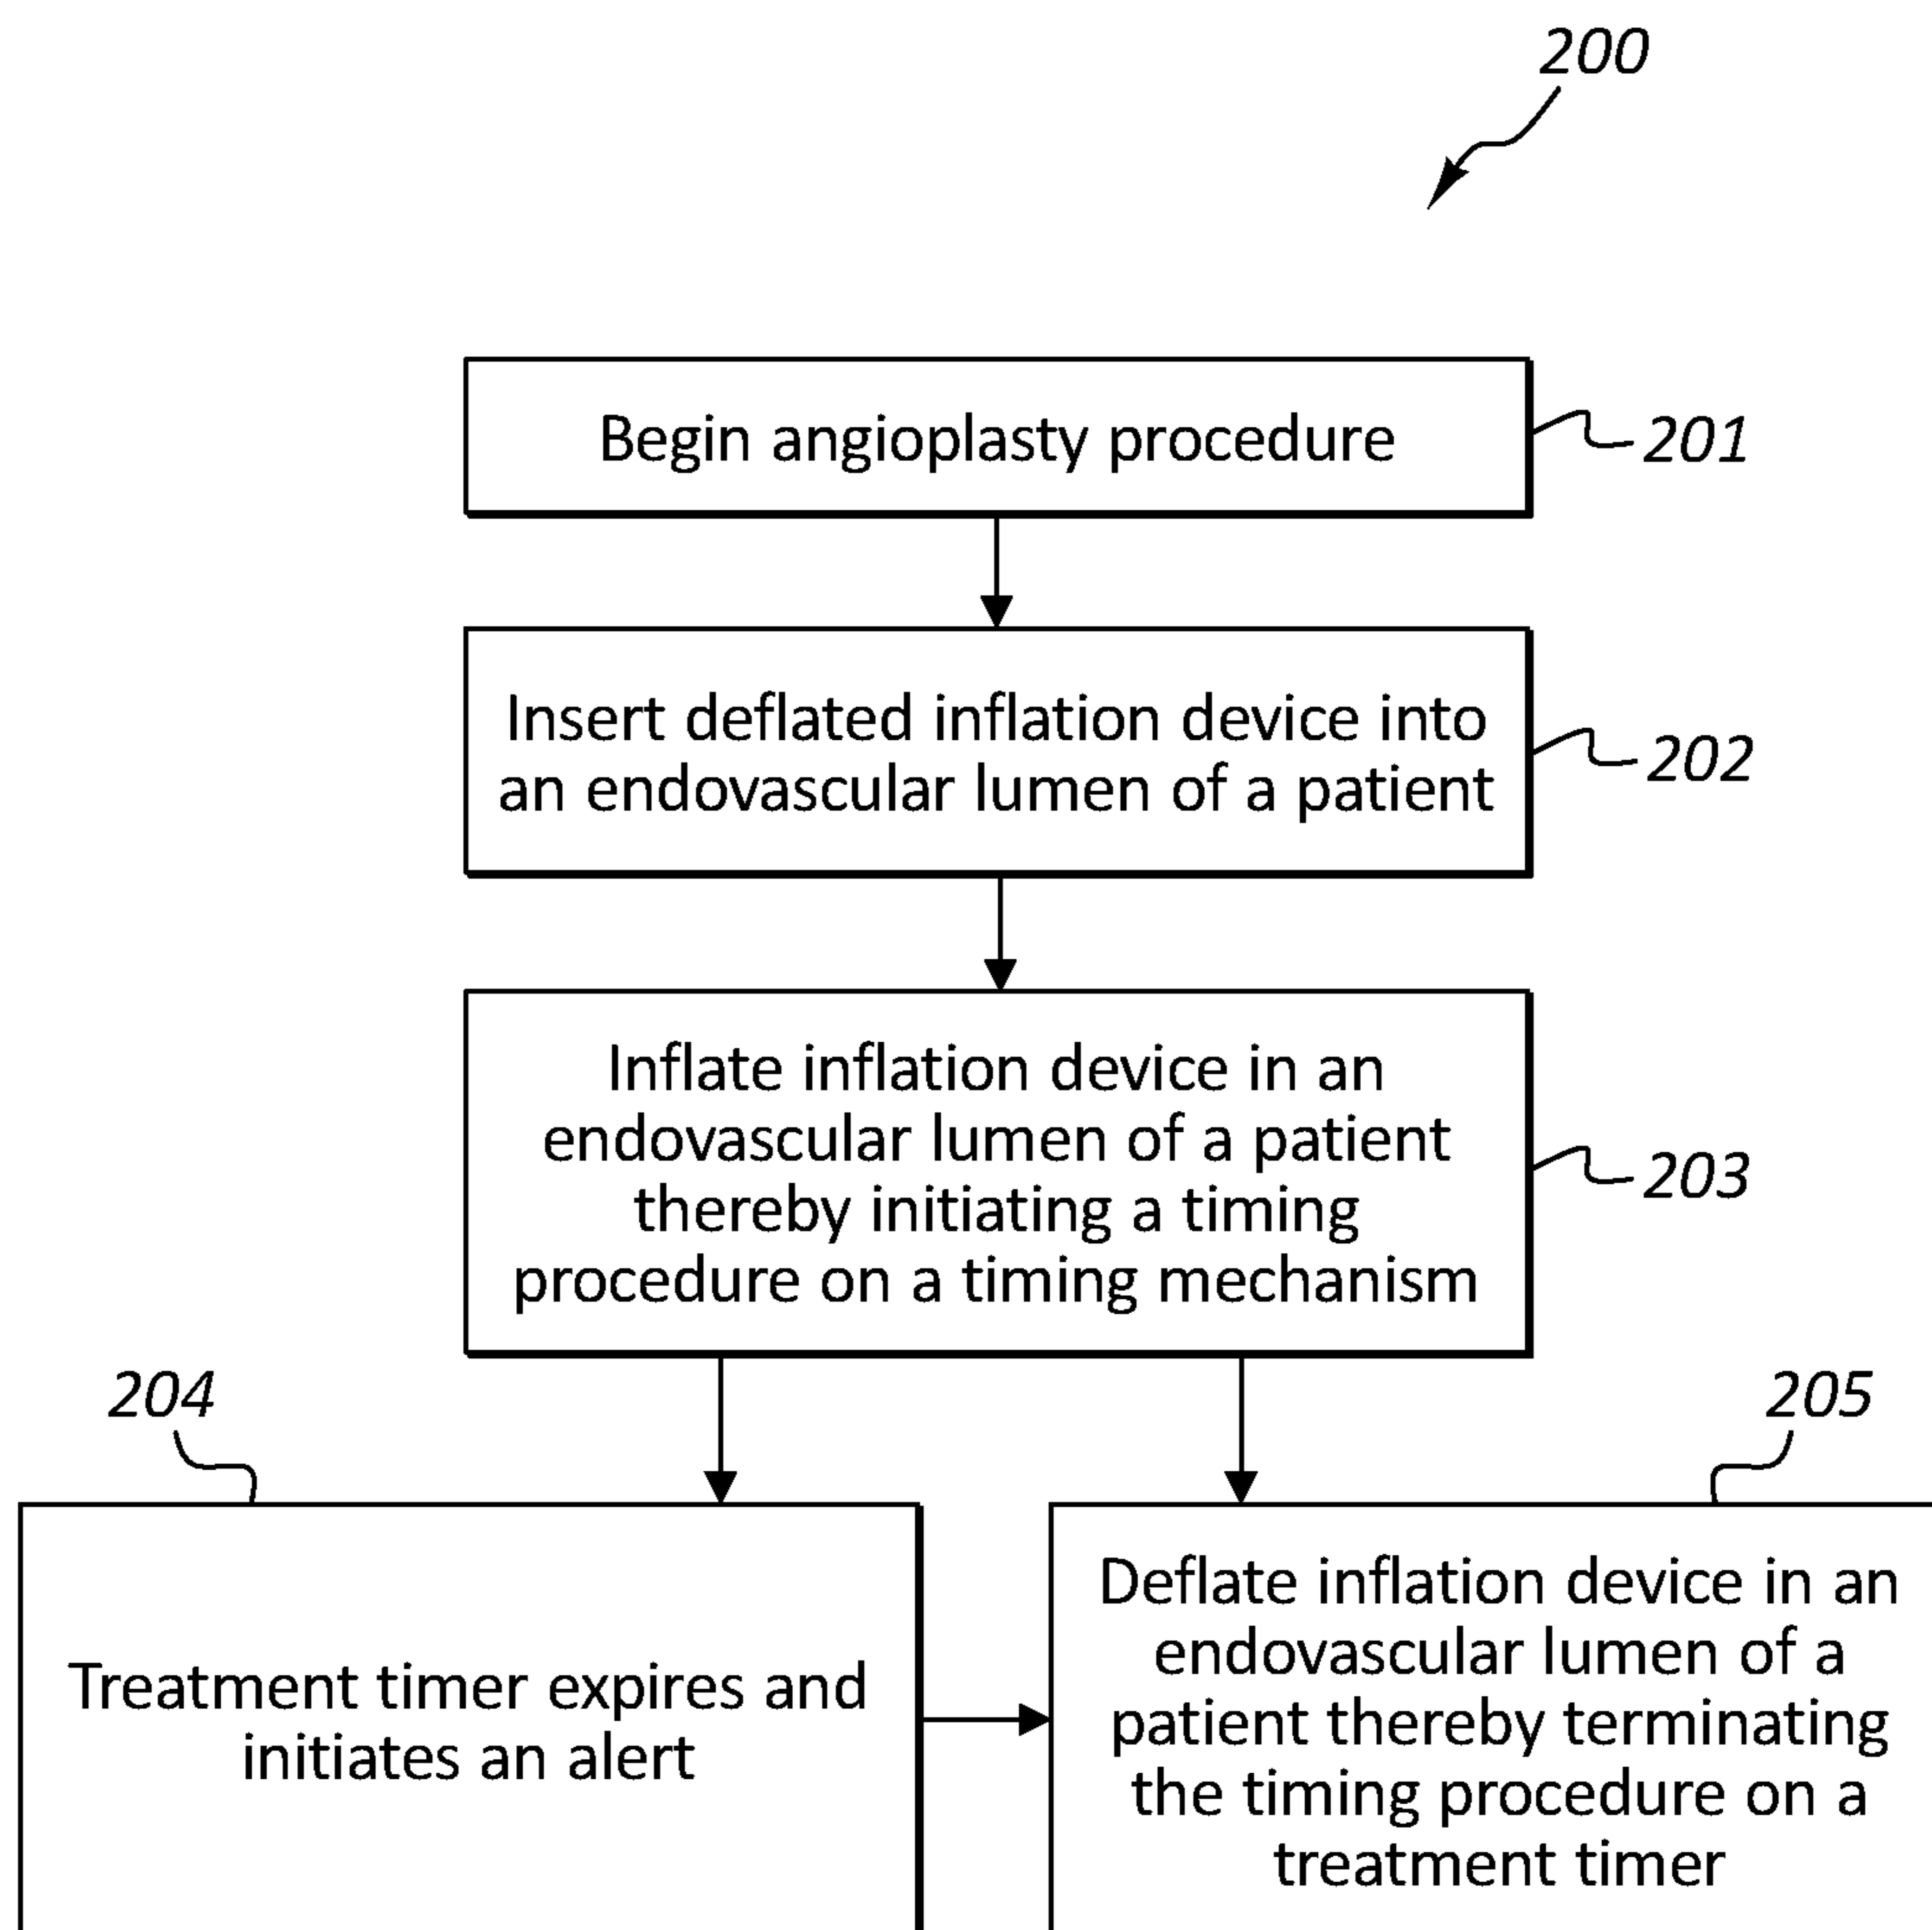 200
Begin angioplasty procedure
201
Insert deflated inflation device into
an endovascular lumen of a patient
202
Inflate inflation device in an
endovascular lumen of a patient
thereby initiating a timing
procedure on a timing mechanism
203
204
205
Treatment timer expires and
initiates an alert
Deflate inflation device in an
endovascular lumen of a
patient thereby terminating
the timing procedure on a
treatment timer